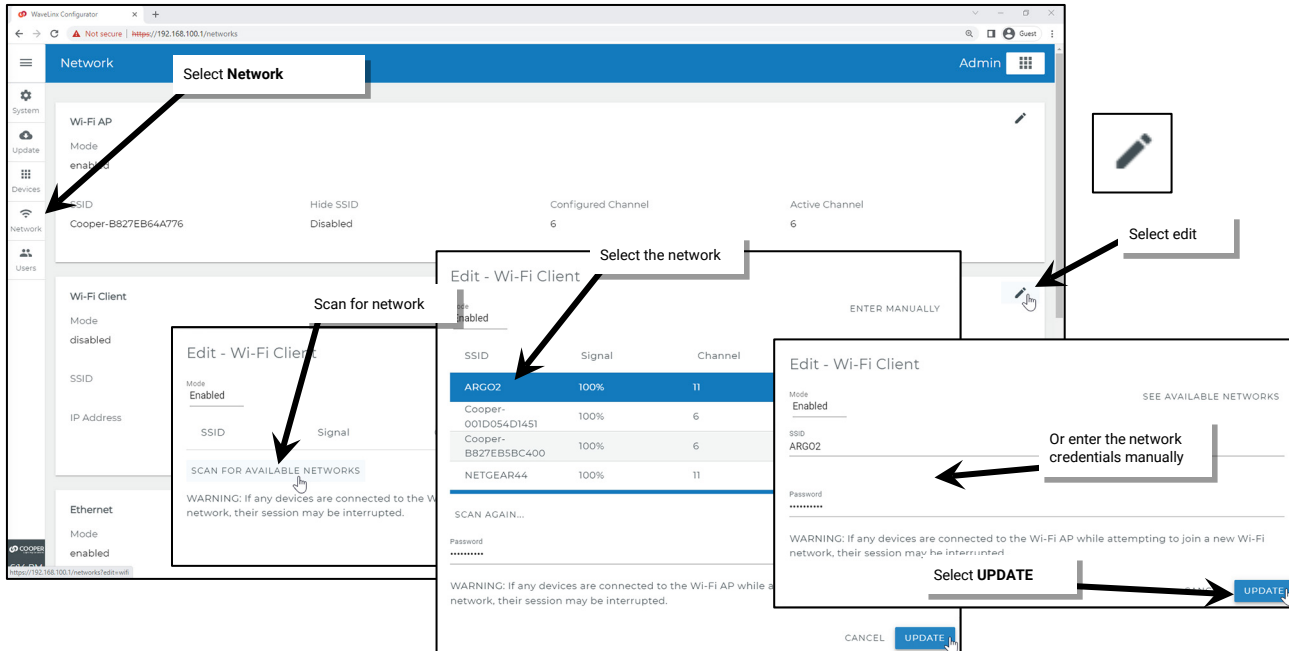 WaveLinx Configurator
Guest
Not secure | https://192.168.100.1/networks
Network
Admin
Select Network
System
Update
Devices
Network
Users
Wi-Fi AP
Mode
enabled
SSID
Hide SSID
Configured Channel
Active Channel
Cooper-B827EB64A776
Disabled
6
6
Select edit
Wi-Fi Client
Mode
disabled
SSID
IP Address
Ethernet
Mode
enabled
COOPER
https://192.168.100.1/networks?edit=wifi
Scan for network
Edit - Wi-Fi Client
Mode
Enabled
SSID
Signal
SCAN FOR AVAILABLE NETWORKS
WARNING: If any devices are connected to the W
network, their session may be interrupted.
Select the network
Edit - Wi-Fi Client
Mode
Enabled
ENTER MANUALLY
SSID
Signal
Channel
ARGO2
100%
11
Cooper-
001D054D1451
100%
6
Cooper-
B827EB5BC400
100%
6
NETGEAR44
100%
11
SCAN AGAIN...
Password
••••••••••
WARNING: If any devices are connected to the Wi-Fi AP while a
network, their session may be interrupted.
CANCEL
UPDATE
Edit - Wi-Fi Client
Mode
Enabled
SEE AVAILABLE NETWORKS
SSID
ARGO2
Or enter the network
credentials manually
Password
••••••••••
WARNING: If any devices are connected to the Wi-Fi AP while attempting to join a new Wi-Fi
network, their session may be interrupted.
Select UPDATE
UPDATE